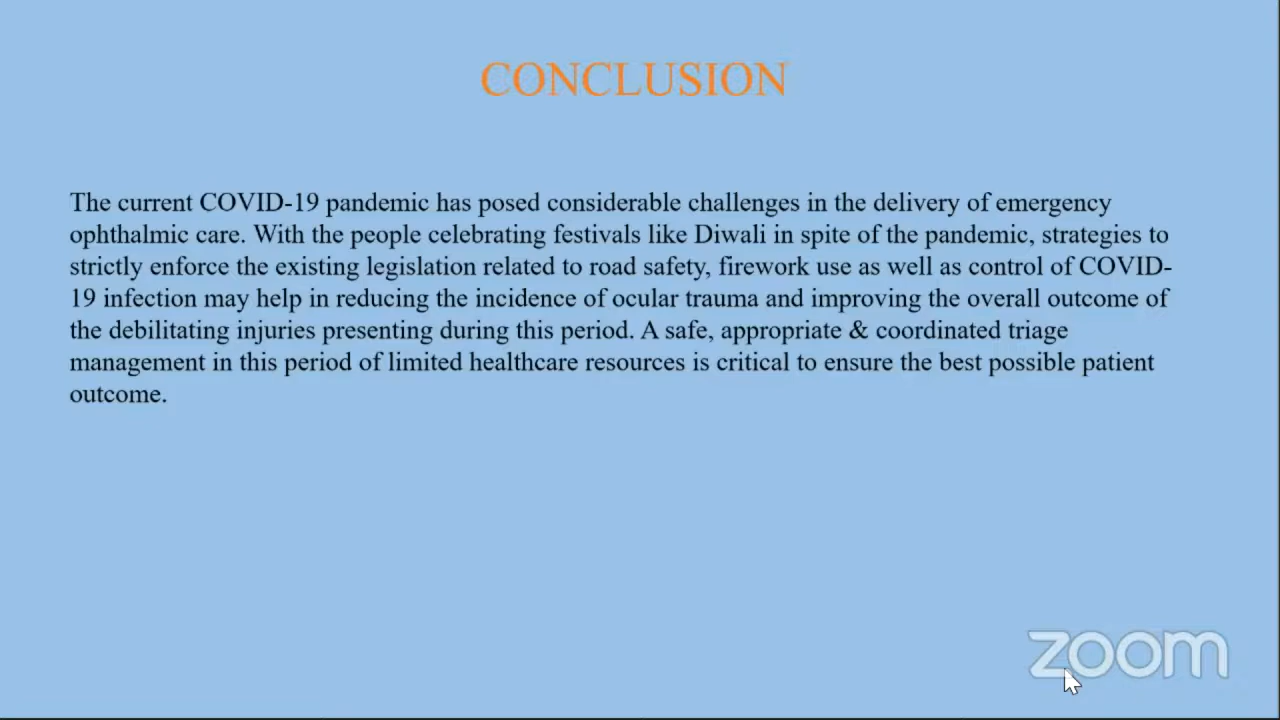 CONCLUSION
The current COVID-19 pandemic has posed considerable challenges in the delivery of emergency
ophthalmic care. With the people celebrating festivals like Diwali in spite of the pandemic, strategies to
strictly enforce the existing legislation related to road safety, firework use as well as control of COVID-
19 infection may help in reducing the incidence of ocular trauma and improving the overall outcome of
the debilitating injuries presenting during this period. A safe, appropriate & coordinated triage
management in this period of limited healthcare resources is critical to ensure the best possible patient
outcome.
zoom